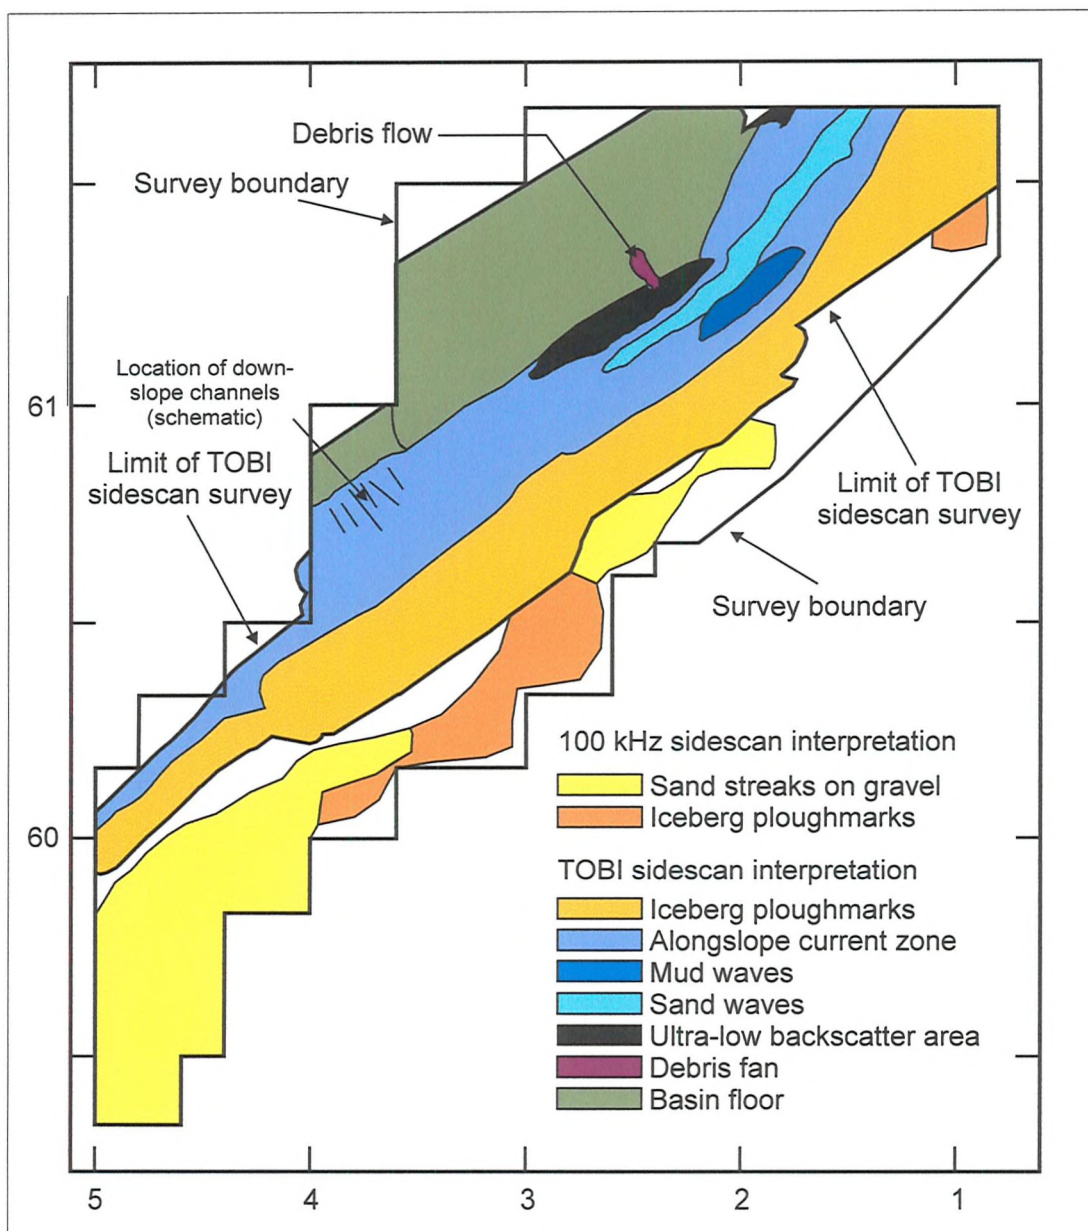 Debris flow
Survey boundary
Location of down-
slope channels
(schematic)
61
Limit of TOBI
sidescan survey
Limit of TOBI
sidescan survey
Survey boundary
100 kHz sidescan interpretation
Sand streaks on gravel
Iceberg ploughmarks
60
TOBI sidescan interpretation
Iceberg ploughmarks
Alongslope current zone
Mud waves
Sand waves
Ultra-low backscatter area
Debris fan
Basin floor
5 4 3 2 1